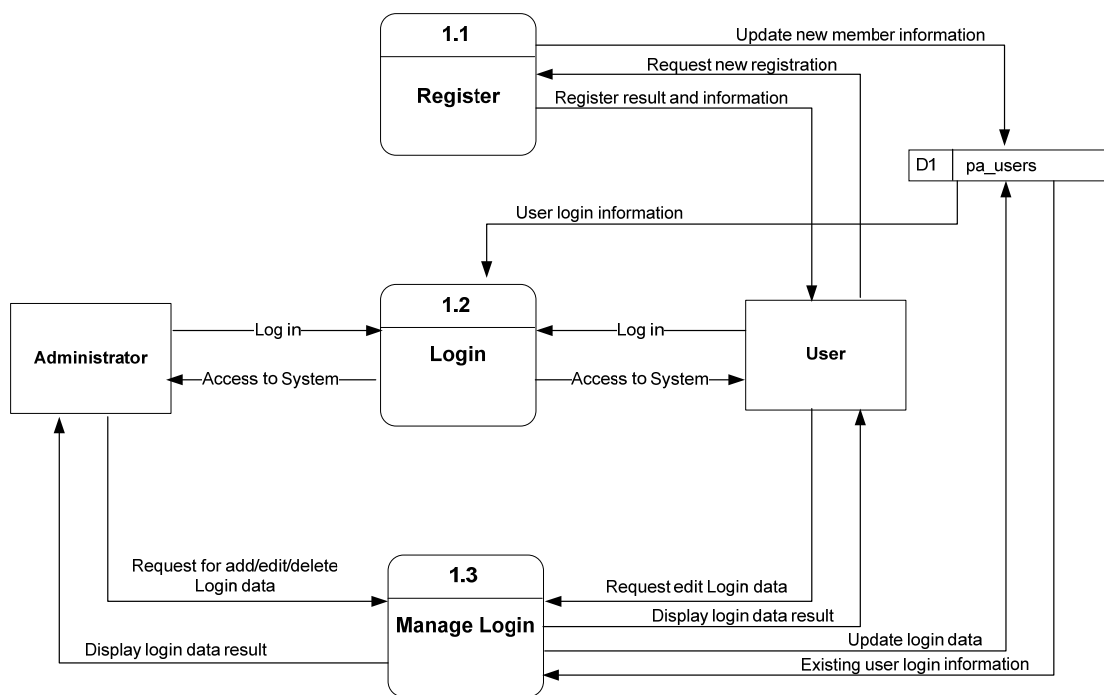 1.1
Register
Update new member information
Request new registration
Register result and information
D1
pa_users
User login information
1.2
Login
Administrator
Log in
Access to System
Log in
Access to System
User
Request for add/edit/delete
Login data
1.3
Manage Login
Request edit Login data
Display login data result
Display login data result
Update login data
Existing user login information